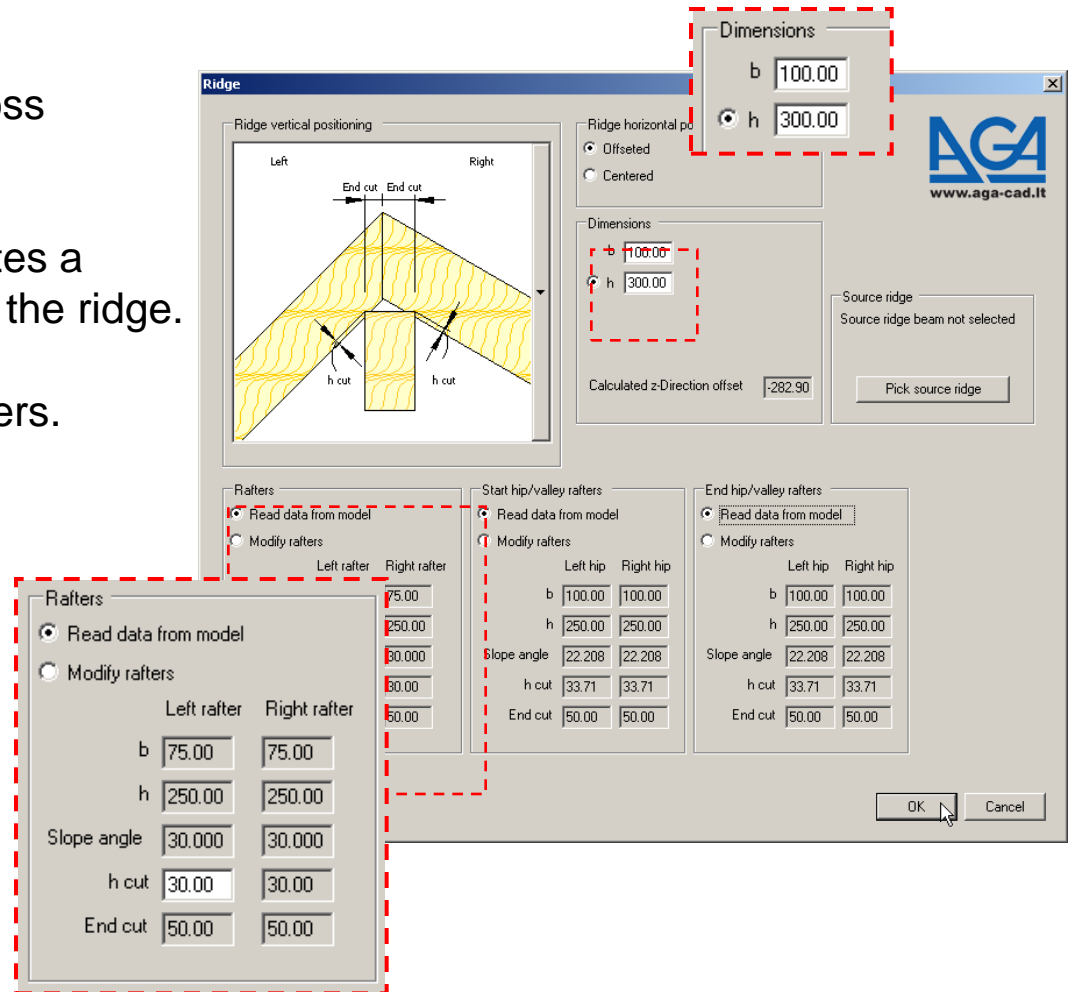 oss
tes a
the ridge.
ers.
Dimensions
b 100.00
h 300.00
Ridge
Ridge vertical positioning
Left Right
End cut End cut
h cut h cut
Ridge horizontal po
Offseted
Centered
AGA
www.aga-cad.lt
Dimensions
b 100.00
h 300.00
Calculated z-Direction offset -282.90
Source ridge
Source ridge beam not selected
Pick source ridge
Rafters
Read data from model
Modify rafters
Left rafter Right rafter
75.00
250.00
30.000
30.00
50.00
Start hip/valley rafters
Read data from model
Modify rafters
Left hip Right hip
b 100.00 100.00
h 250.00 250.00
Slope angle 22.208 22.208
h cut 33.71 33.71
End cut 50.00 50.00
End hip/valley rafters
Read data from model
Modify rafters
Left hip Right hip
b 100.00 100.00
h 250.00 250.00
Slope angle 22.208 22.208
h cut 33.71 33.71
End cut 50.00 50.00
Rafters
Read data from model
Modify rafters
Left rafter Right rafter
b 75.00 75.00
h 250.00 250.00
Slope angle 30.000 30.000
h cut 30.00 30.00
End cut 50.00 50.00
OK Cancel